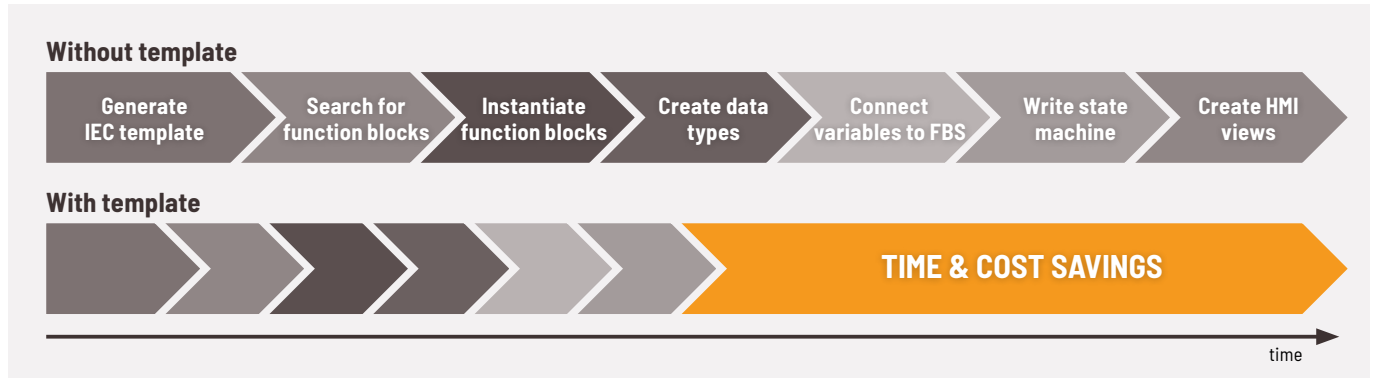 Without template
Generate
IEC template
Search for
function blocks
Instantiate
function blocks
Create data
types
Connect
variables to FBS
Write state
machine
Create HMI
views
With template
TIME & COST SAVINGS
time